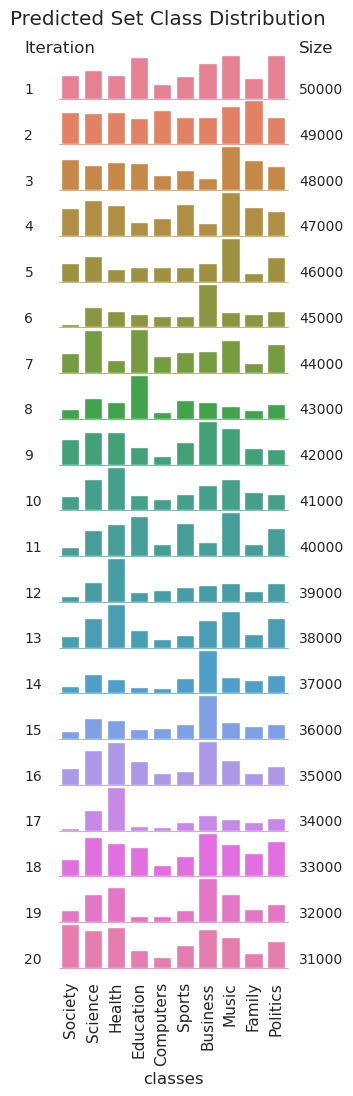 Predicted Set Class Distribution
Iteration Size
1 50000
2 49000
3 48000
4 47000
5 46000
6 45000
7 44000
8 43000
9 42000
10 41000
11 40000
12 39000
13 38000
14 37000
15 36000
16 35000
17 34000
18 33000
19 32000
20 31000
Society
Science
Health
Education
Computers
Sports
Business
Music
Family
Politics
classes